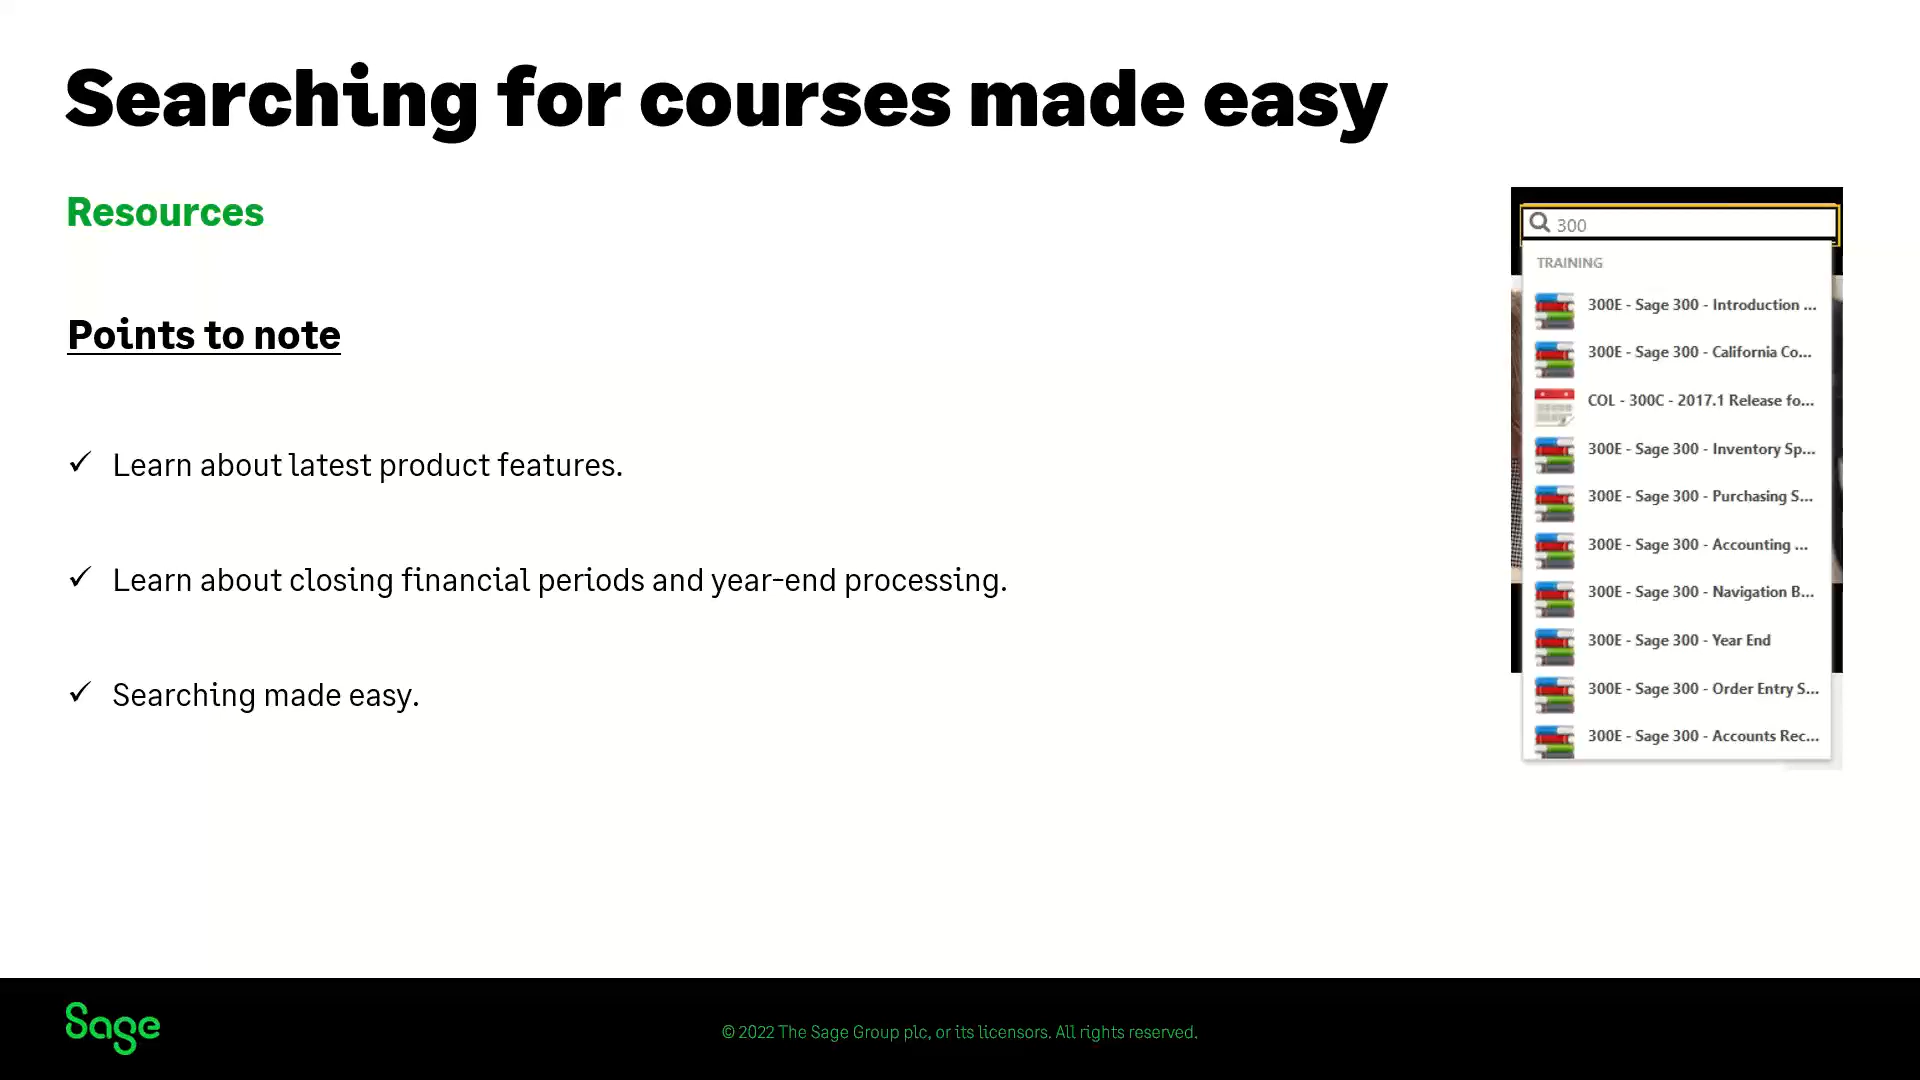 Searching for courses made easy
Resources
Points to note
✓ Learn about latest product features.
✓ Learn about closing financial periods and year-end processing.
✓ Searching made easy.
300
TRAINING
300E - Sage 300 - Introduction ...
300E - Sage 300 - California Co...
COL - 300C - 2017.1 Release fo...
300E - Sage 300 - Inventory Sp...
300E - Sage 300 - Purchasing S...
300E - Sage 300 - Accounting ...
300E - Sage 300 - Navigation B...
300E - Sage 300 - Year End
300E - Sage 300 - Order Entry S...
300E - Sage 300 - Accounts Rec...
Sage
© 2022 The Sage Group plc, or its licensors. All rights reserved.